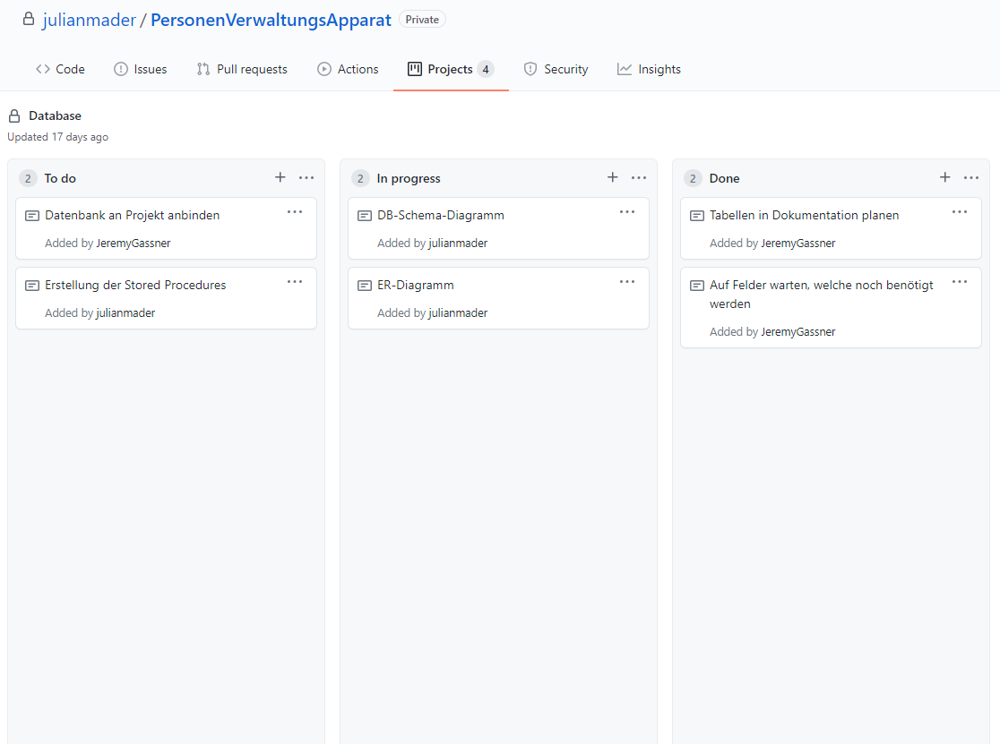 julianmader / PersonenVerwaltungsApparat Private
Code Issues Pull requests Actions Projects 4 Security Insights
Database
Updated 17 days ago
2 To do
Datenbank an Projekt anbinden
Added by JeremyGassner
Erstellung der Stored Procedures
Added by julianmader
2 In progress
DB-Schema-Diagramm
Added by julianmader
ER-Diagramm
Added by julianmader
2 Done
Tabellen in Dokumentation planen
Added by JeremyGassner
Auf Felder warten, welche noch benötigt
werden
Added by JeremyGassner